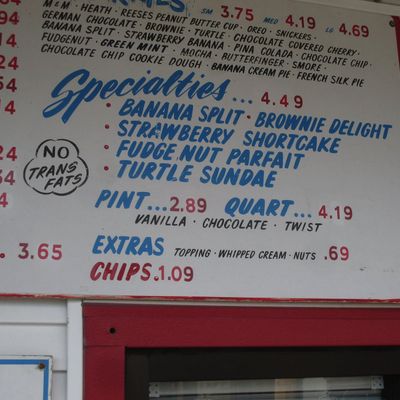 SM 3.75 MED 4.19 LG 4.69
M&M · HEATH · REESES PEANUT BUTTER CUP · OREO · SNICKERS ·
GERMAN CHOCOLATE · BROWNIE · TURTLE · CHOCOLATE COVERED CHERRY ·
BANANA SPLIT · STRAWBERRY BANANA · PINA COLADA · CHOCOLATE CHIP ·
FUDGENUT · GREEN MINT · MOCHA · BUTTERFINGER · SMORE ·
CHOCOLATE CHIP COOKIE DOUGH · BANANA CREAM PIE · FRENCH SILK PIE
Specialties... 4.49
· BANANA SPLIT · BROWNIE DELIGHT
· STRAWBERRY SHORTCAKE
· FUDGE NUT PARFAIT
· TURTLE SUNDAE
NO
TRANS
FATS
PINT...2.89 QUART... 4.19
VANILLA · CHOCOLATE · TWIST
3.65
EXTRAS TOPPING · WHIPPED CREAM · NUTS .69
CHIPS.1.09